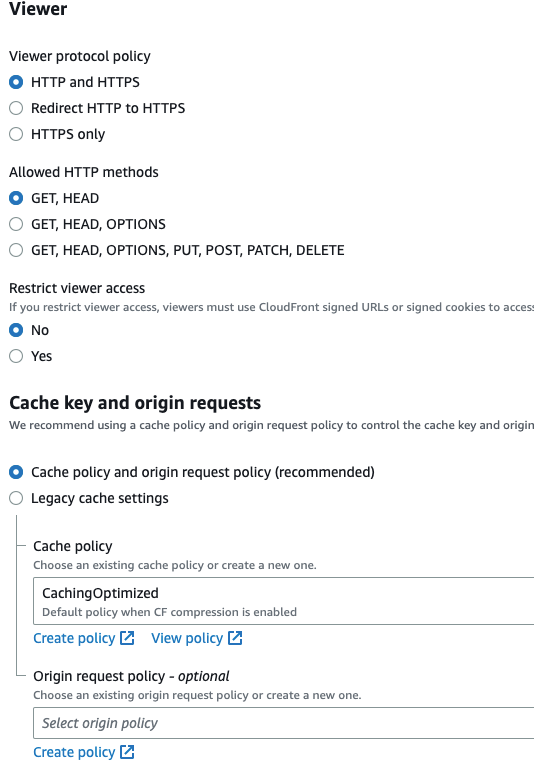 Viewer
Viewer protocol policy
HTTP and HTTPS
Redirect HTTP to HTTPS
HTTPS only
Allowed HTTP methods
GET, HEAD
GET, HEAD, OPTIONS
GET, HEAD, OPTIONS, PUT, POST, PATCH, DELETE
Restrict viewer access
If you restrict viewer access, viewers must use CloudFront signed URLs or signed cookies to acces
No
Yes
Cache key and origin requests
We recommend using a cache policy and origin request policy to control the cache key and origin
Cache policy and origin request policy (recommended)
Legacy cache settings
Cache policy
Choose an existing cache policy or create a new one.
CachingOptimized
Default policy when CF compression is enabled
Create policy View policy
Origin request policy - optional
Choose an existing origin request policy or create a new one.
Select origin policy
Create policy